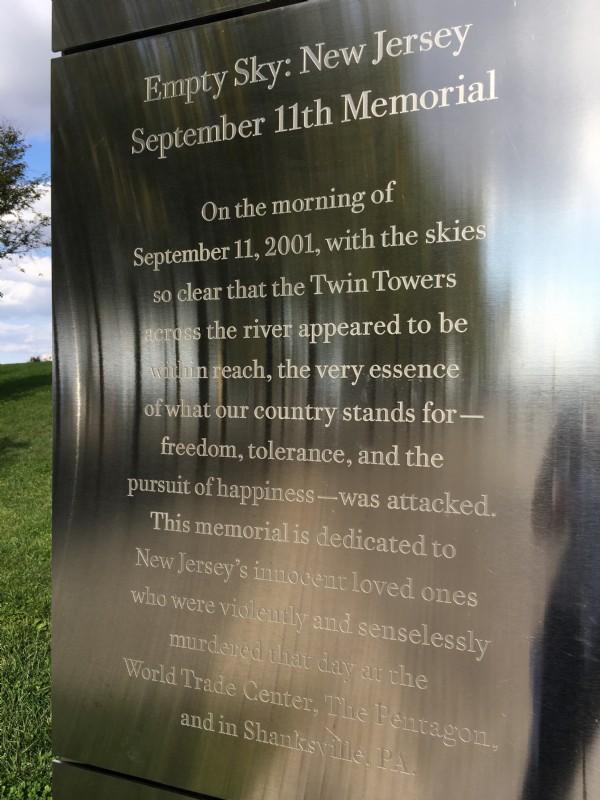 Empty Sky: New Jersey
September 11th Memorial
On the morning of
September 11, 2001, with the skies
so clear that the Twin Towers
across the river appeared to be
within reach, the very essence
of what our country stands for—
freedom, tolerance, and the
pursuit of happiness—was attacked.
This memorial is dedicated to
New Jersey's innocent loved ones
who were violently and senselessly
murdered that day at the
World Trade Center, The Pentagon,
and in Shanksville, PA.